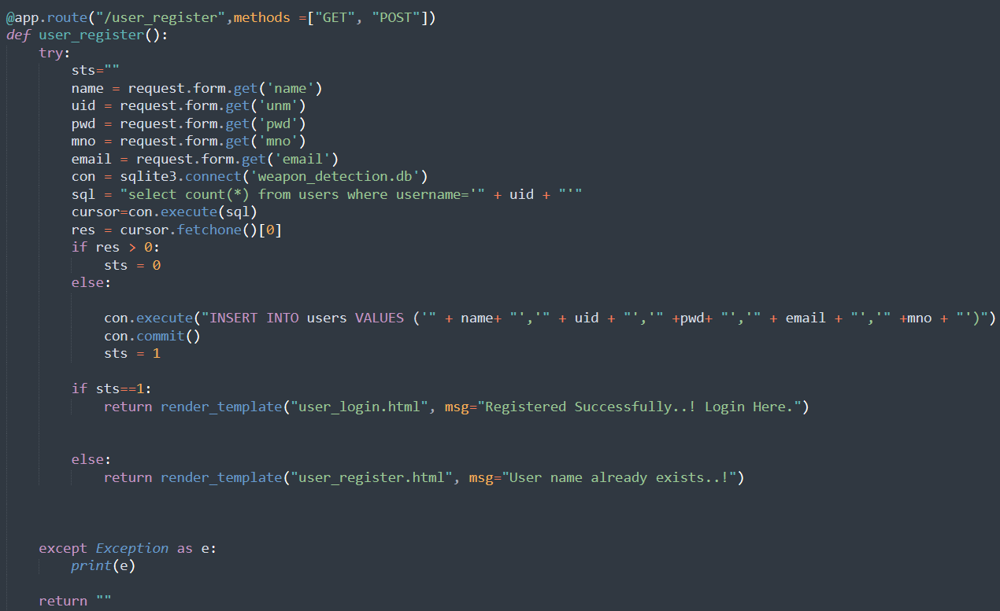 @app.route("/user_register",methods =["GET", "POST"])
def user_register():
    try:
        sts=""
        name = request.form.get('name')
        uid = request.form.get('unm')
        pwd = request.form.get('pwd')
        mno = request.form.get('mno')
        email = request.form.get('email')
        con = sqlite3.connect('weapon_detection.db')
        sql = "select count(*) from users where username='" + uid + "'"
        cursor=con.execute(sql)
        res = cursor.fetchone()[0]
        if res > 0:
            sts = 0
        else:
            con.execute("INSERT INTO users VALUES ('" + name+ "','" + uid + "','" +pwd+ "','" + email + "','" +mno + "')")
            con.commit()
            sts = 1
        if sts==1:
            return render_template("user_login.html", msg="Registered Successfully..! Login Here.")
        else:
            return render_template("user_register.html", msg="User name already exists..!")
    except Exception as e:
        print(e)
    return ""